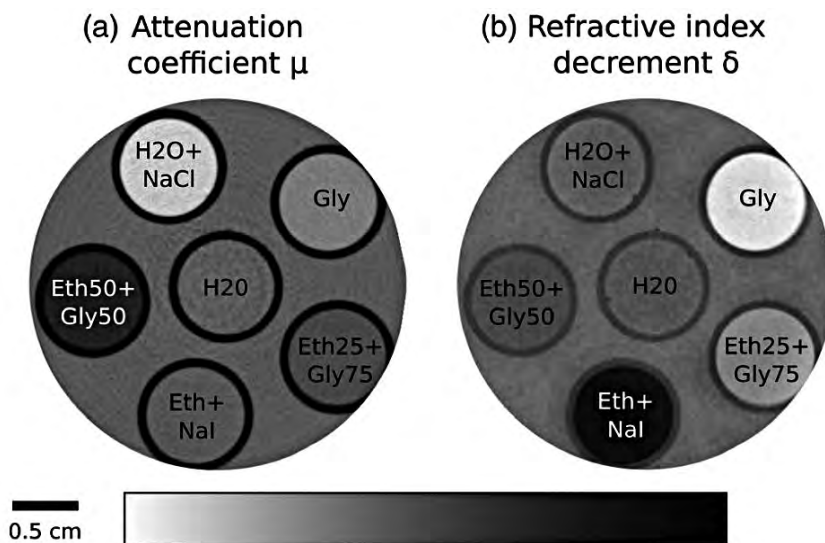 (a) Attenuation
coefficient μ
(b) Refractive index
decrement δ
H2O+
NaCl
Gly
Eth50+
Gly50
H20
Eth25+
Gly75
Eth+
NaI
H2O+
NaCl
Gly
Eth50+
Gly50
H20
Eth25+
Gly75
Eth+
NaI
0.5 cm